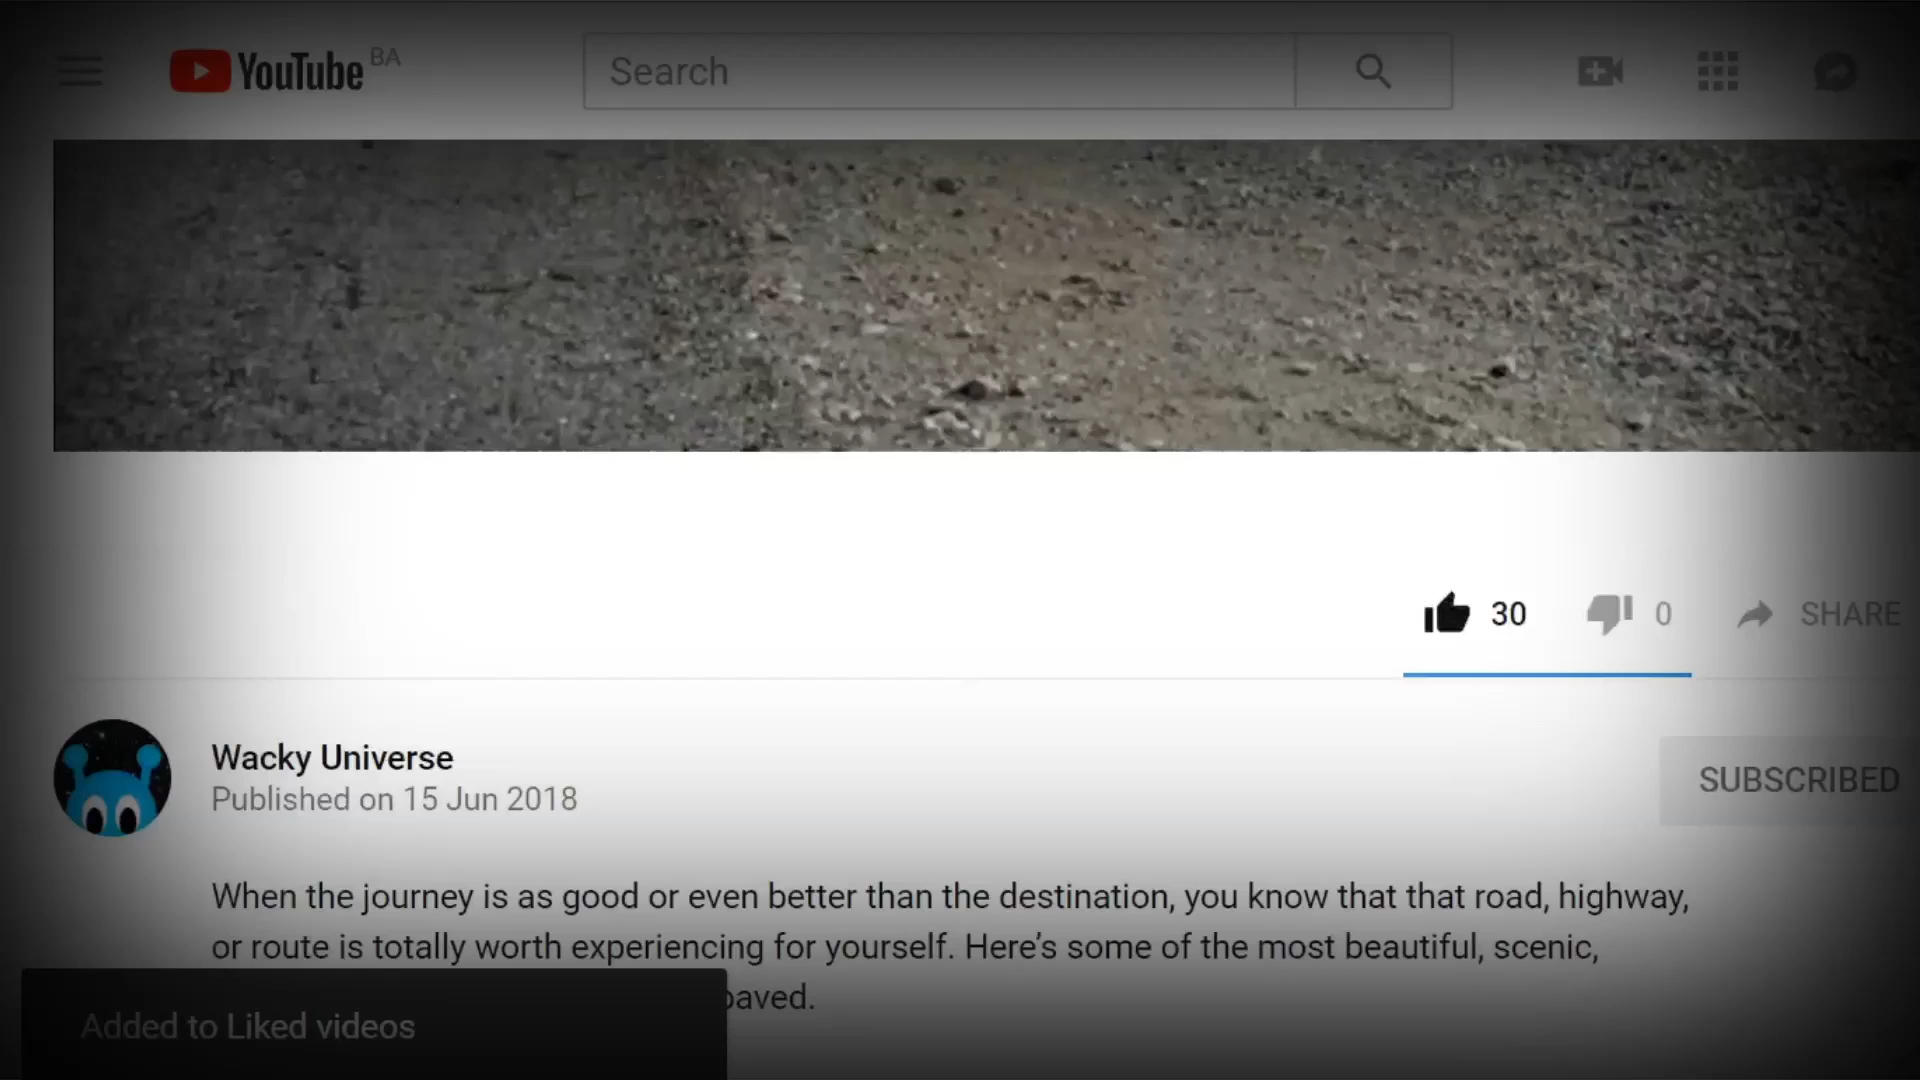 YouTube BA
Search
30
0
SHARE
Wacky Universe
Published on 15 Jun 2018
SUBSCRIBED
When the journey is as good or even better than the destination, you know that that road, highway,
or route is totally worth experiencing for yourself. Here’s some of the most beautiful, scenic,
paved.
Added to Liked videos